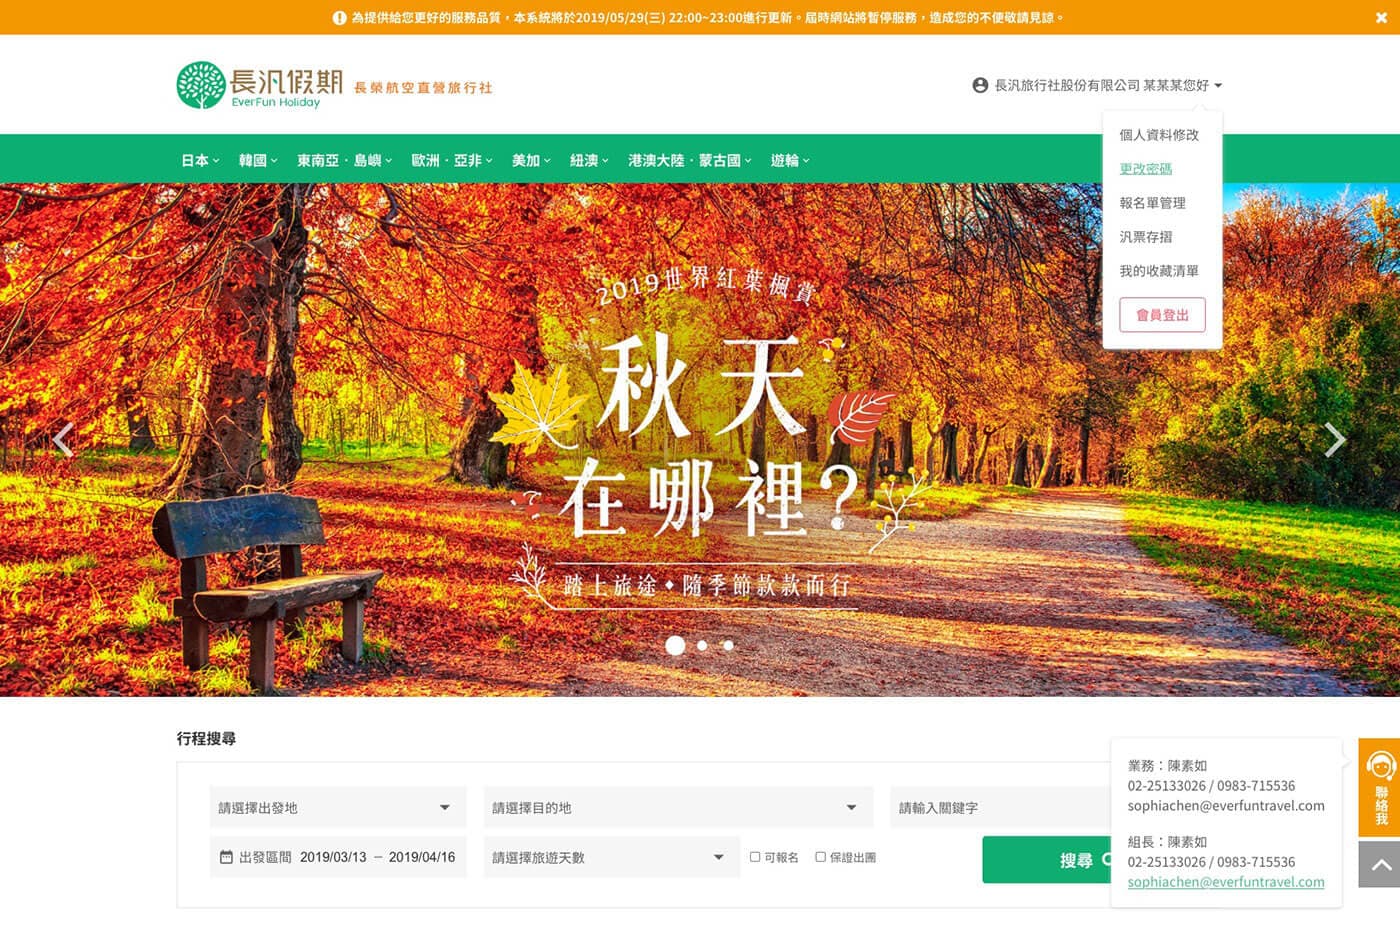 為提供給您更好的服務品質，本系統將於2019/05/29(三) 22:00~23:00進行更新。屆時網站將暫停服務，造成您的不便敬請見諒。
長汎假期
EverFun Holiday
長榮航空直營旅行社
長汎旅行社股份有限公司 某某某您好
個人資料修改
更改密碼
報名單管理
汎票存摺
我的收藏清單
會員登出
日本
韓國
東南亞．島嶼
歐洲．亞非
美加
紐澳
港澳大陸．蒙古國
遊輪
2019世界紅葉楓賞
秋天
在哪裡?
踏上旅途◆隨季節款款而行
行程搜尋
請選擇出發地
請選擇目的地
請輸入關鍵字
出發區間 2019/03/13 – 2019/04/16
請選擇旅遊天數
可報名
保證出團
搜尋
業務：陳素如
02-25133026 / 0983-715536
sophiachen@everfuntravel.com
組長：陳素如
02-25133026 / 0983-715536
sophiachen@everfuntravel.com
聯絡我